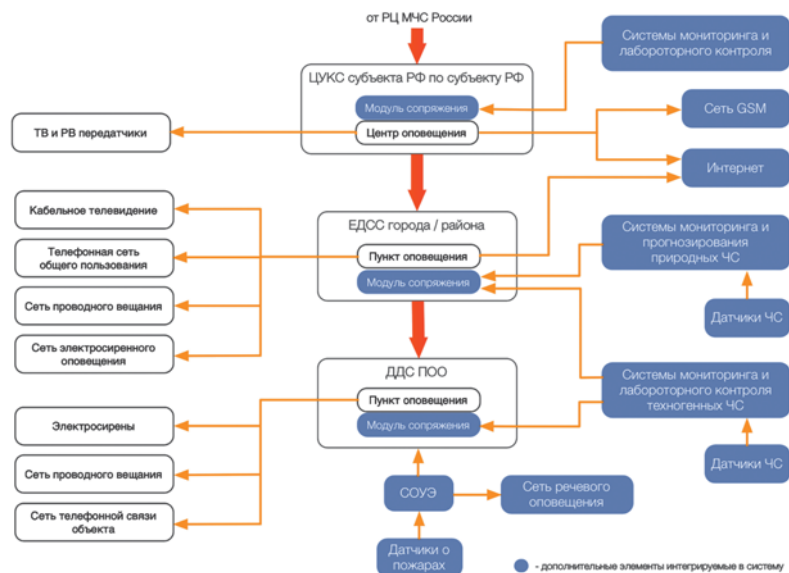 от РЦ МЧС России
Системы мониторинга и
лабороторного контроля
ЦУКС субъекта РФ по субъекту РФ
Модуль сопряжения
Центр оповещения
ТВ и РВ передатчики
Сеть GSM
Интернет
Кабельное телевидение
Телефонная сеть
общего пользования
Сеть проводного вещания
Сеть электросиренного
оповещения
ЕДСС города / района
Пункт оповещения
Модуль сопряжения
Системы мониторинга и
прогнозирования
природных ЧС
Датчики ЧС
ДДС ПОО
Пункт оповещения
Модуль сопряжения
Системы мониторинга и
лабороторного контроля
техногенных ЧС
Датчики ЧС
Электросирены
Сеть проводного вещания
Сеть телефонной связи
объекта
СОУЭ
Сеть речевого
оповещения
Датчики о
пожарах
- дополнительные элементы интегрируемые в систему